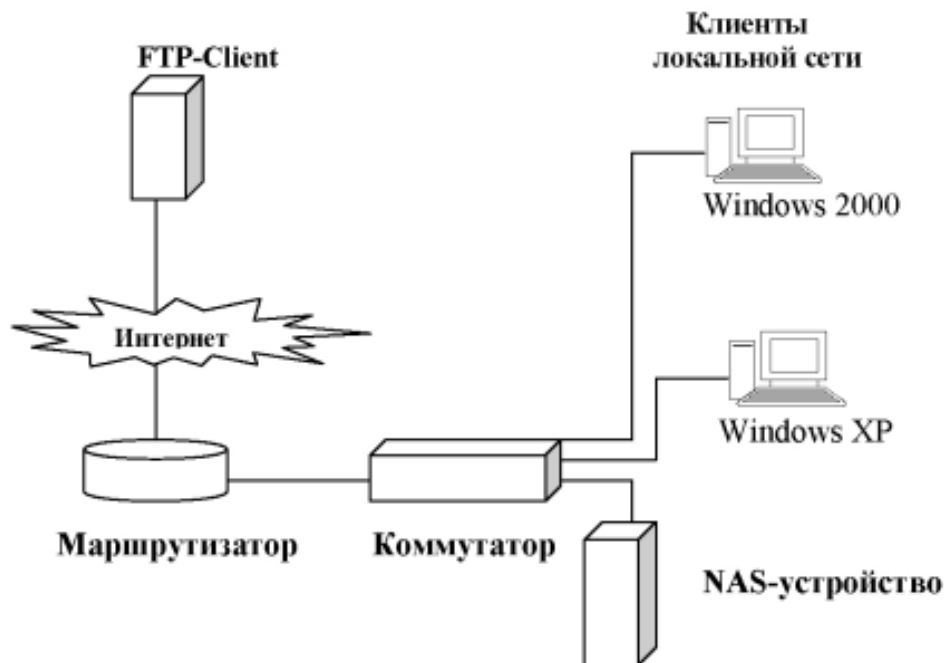 FTP-Client
Клиенты
локальной сети
Windows 2000
Интернет
Windows XP
Маршрутизатор
Коммутатор
NAS-устройство